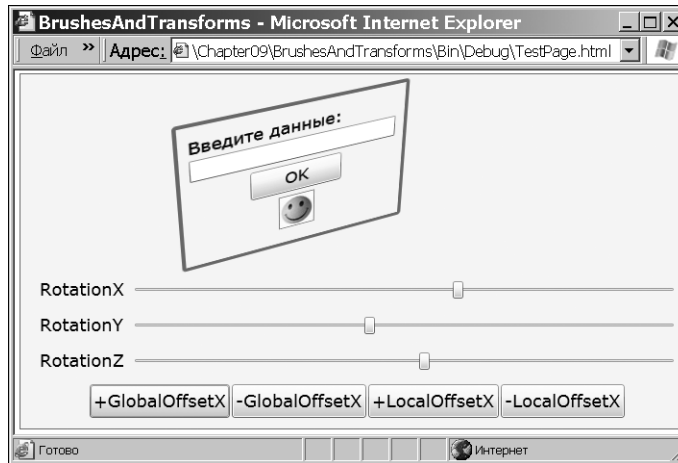 BrushesAndTransforms - Microsoft Internet Explorer
Файл » Адрес: \Chapter09\BrushesAndTransforms\Bin\Debug\TestPage.html
Введите данные:
OK
RotationX
RotationY
RotationZ
+GlobalOffsetX -GlobalOffsetX +LocalOffsetX -LocalOffsetX
Готово Интернет